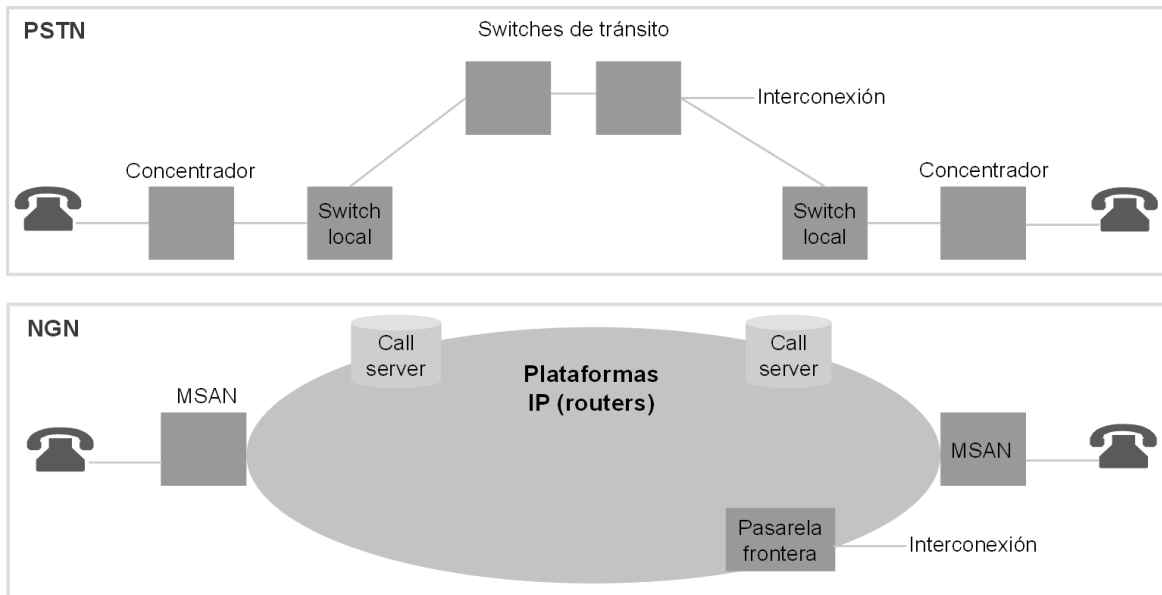 PSTN
Switches de tránsito
Interconexión
Concentrador
Switch
local
Switch
local
Concentrador
NGN
Call
server
Call
server
Plataformas
IP (routers)
MSAN
MSAN
Pasarela
frontera
Interconexión